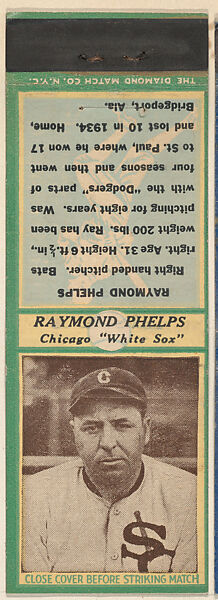 THE DIAMOND MATCH CO. N.Y.C.
RAYMOND PHELPS
Right handed pitcher. Bats
right. Age 31. Height 6 ft. ½ in.,
weight 200 lbs. Ray has been
pitching for eight years. Was
with the "Dodgers" parts of
four seasons and then went
to St. Paul, where he won 17
and lost 10 in 1934. Home,
Bridgeport, Ala.
RAYMOND PHELPS
Chicago "White Sox"
C
SOX
CLOSE COVER BEFORE STRIKING MATCH